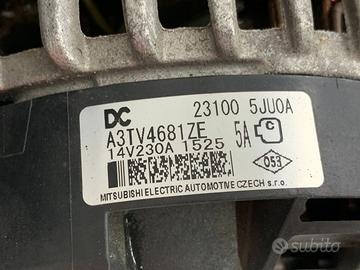 DC 23100 5JU0A
A3TV4681ZE 5A C
14V230A 1525
053
MITSUBISHI ELECTRIC AUTOMOTIVE CZECH s.r.o.
subito